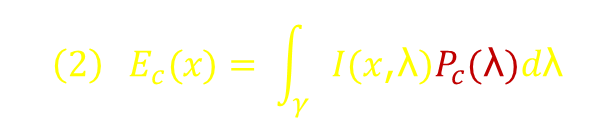 (2) E_c(x) = ∫_γ I(x,λ)P_c(λ)dλ